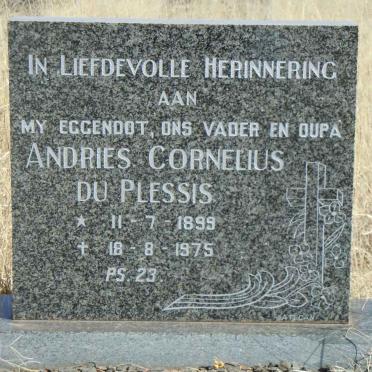 IN LIEFDEVOLLE HERINNERING
AAN
MY EGGENOOT, ONS VADER EN OUPA
ANDRIES CORNELIUS
DU PLESSIS
* 11-7-1899
† 18-8-1975
PS. 23